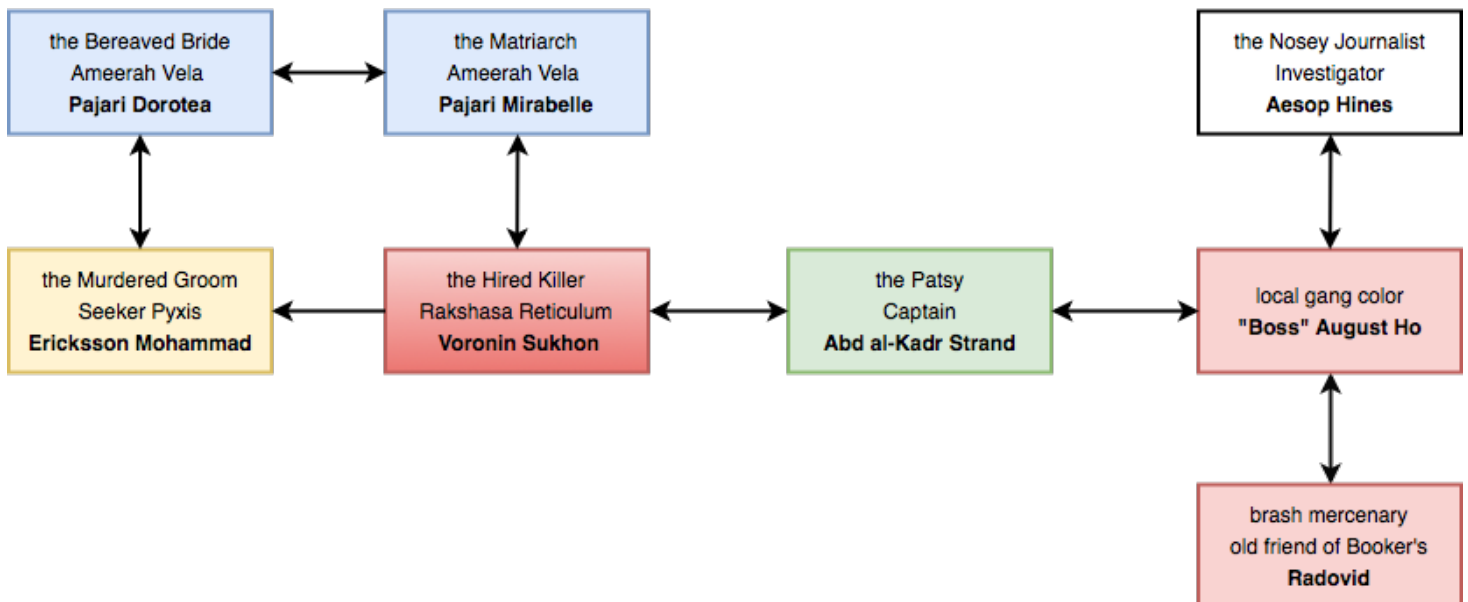 the Bereaved Bride
Ameerah Vela
Pajari Dorotea
the Matriarch
Ameerah Vela
Pajari Mirabelle
the Nosey Journalist
Investigator
Aesop Hines
the Murdered Groom
Seeker Pyxis
Ericksson Mohammad
the Hired Killer
Rakshasa Reticulum
Voronin Sukhon
the Patsy
Captain
Abd al-Kadr Strand
local gang color
"Boss" August Ho
brash mercenary
old friend of Booker's
Radovid